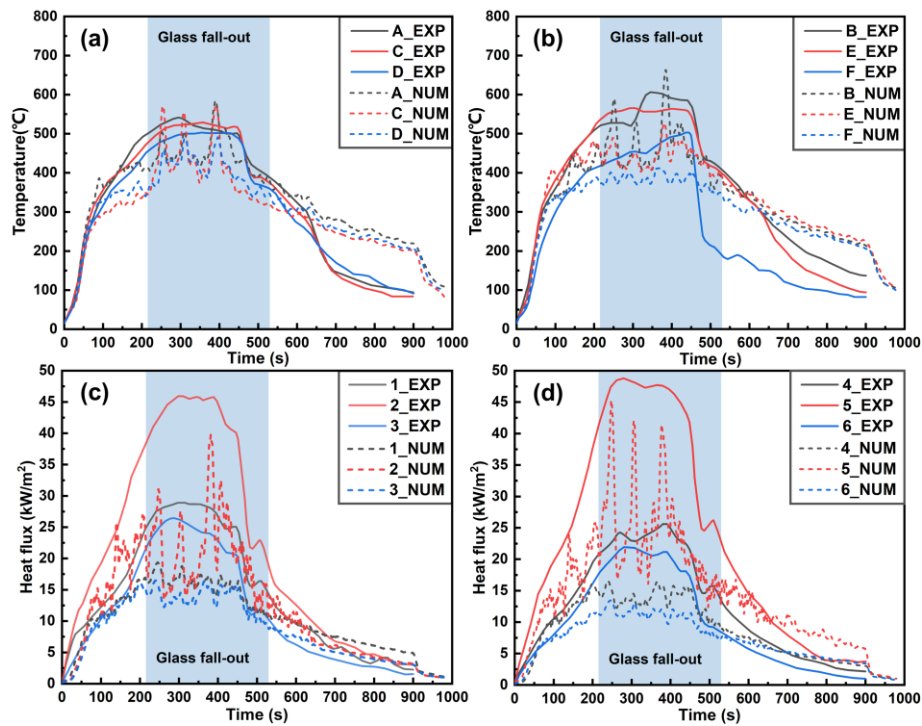 (a)
Glass fall-out
A_EXP
C_EXP
D_EXP
A_NUM
C_NUM
D_NUM
Temperature(℃)
800
700
600
500
400
300
200
100
0
0 100 200 300 400 500 600 700 800 900 1000
Time (s)
(b)
Glass fall-out
B_EXP
E_EXP
F_EXP
B_NUM
E_NUM
F_NUM
Temperature(℃)
800
700
600
500
400
300
200
100
0
0 100 200 300 400 500 600 700 800 900 1000
Time (s)
(c)
1_EXP
2_EXP
3_EXP
1_NUM
2_NUM
3_NUM
Heat flux (kW/m²)
50
45
40
35
30
25
20
15
10
5
0
Glass fall-out
0 100 200 300 400 500 600 700 800 900 1000
Time (s)
(d)
4_EXP
5_EXP
6_EXP
4_NUM
5_NUM
6_NUM
Heat flux (kW/m²)
50
45
40
35
30
25
20
15
10
5
0
Glass fall-out
0 100 200 300 400 500 600 700 800 900 1000
Time (s)